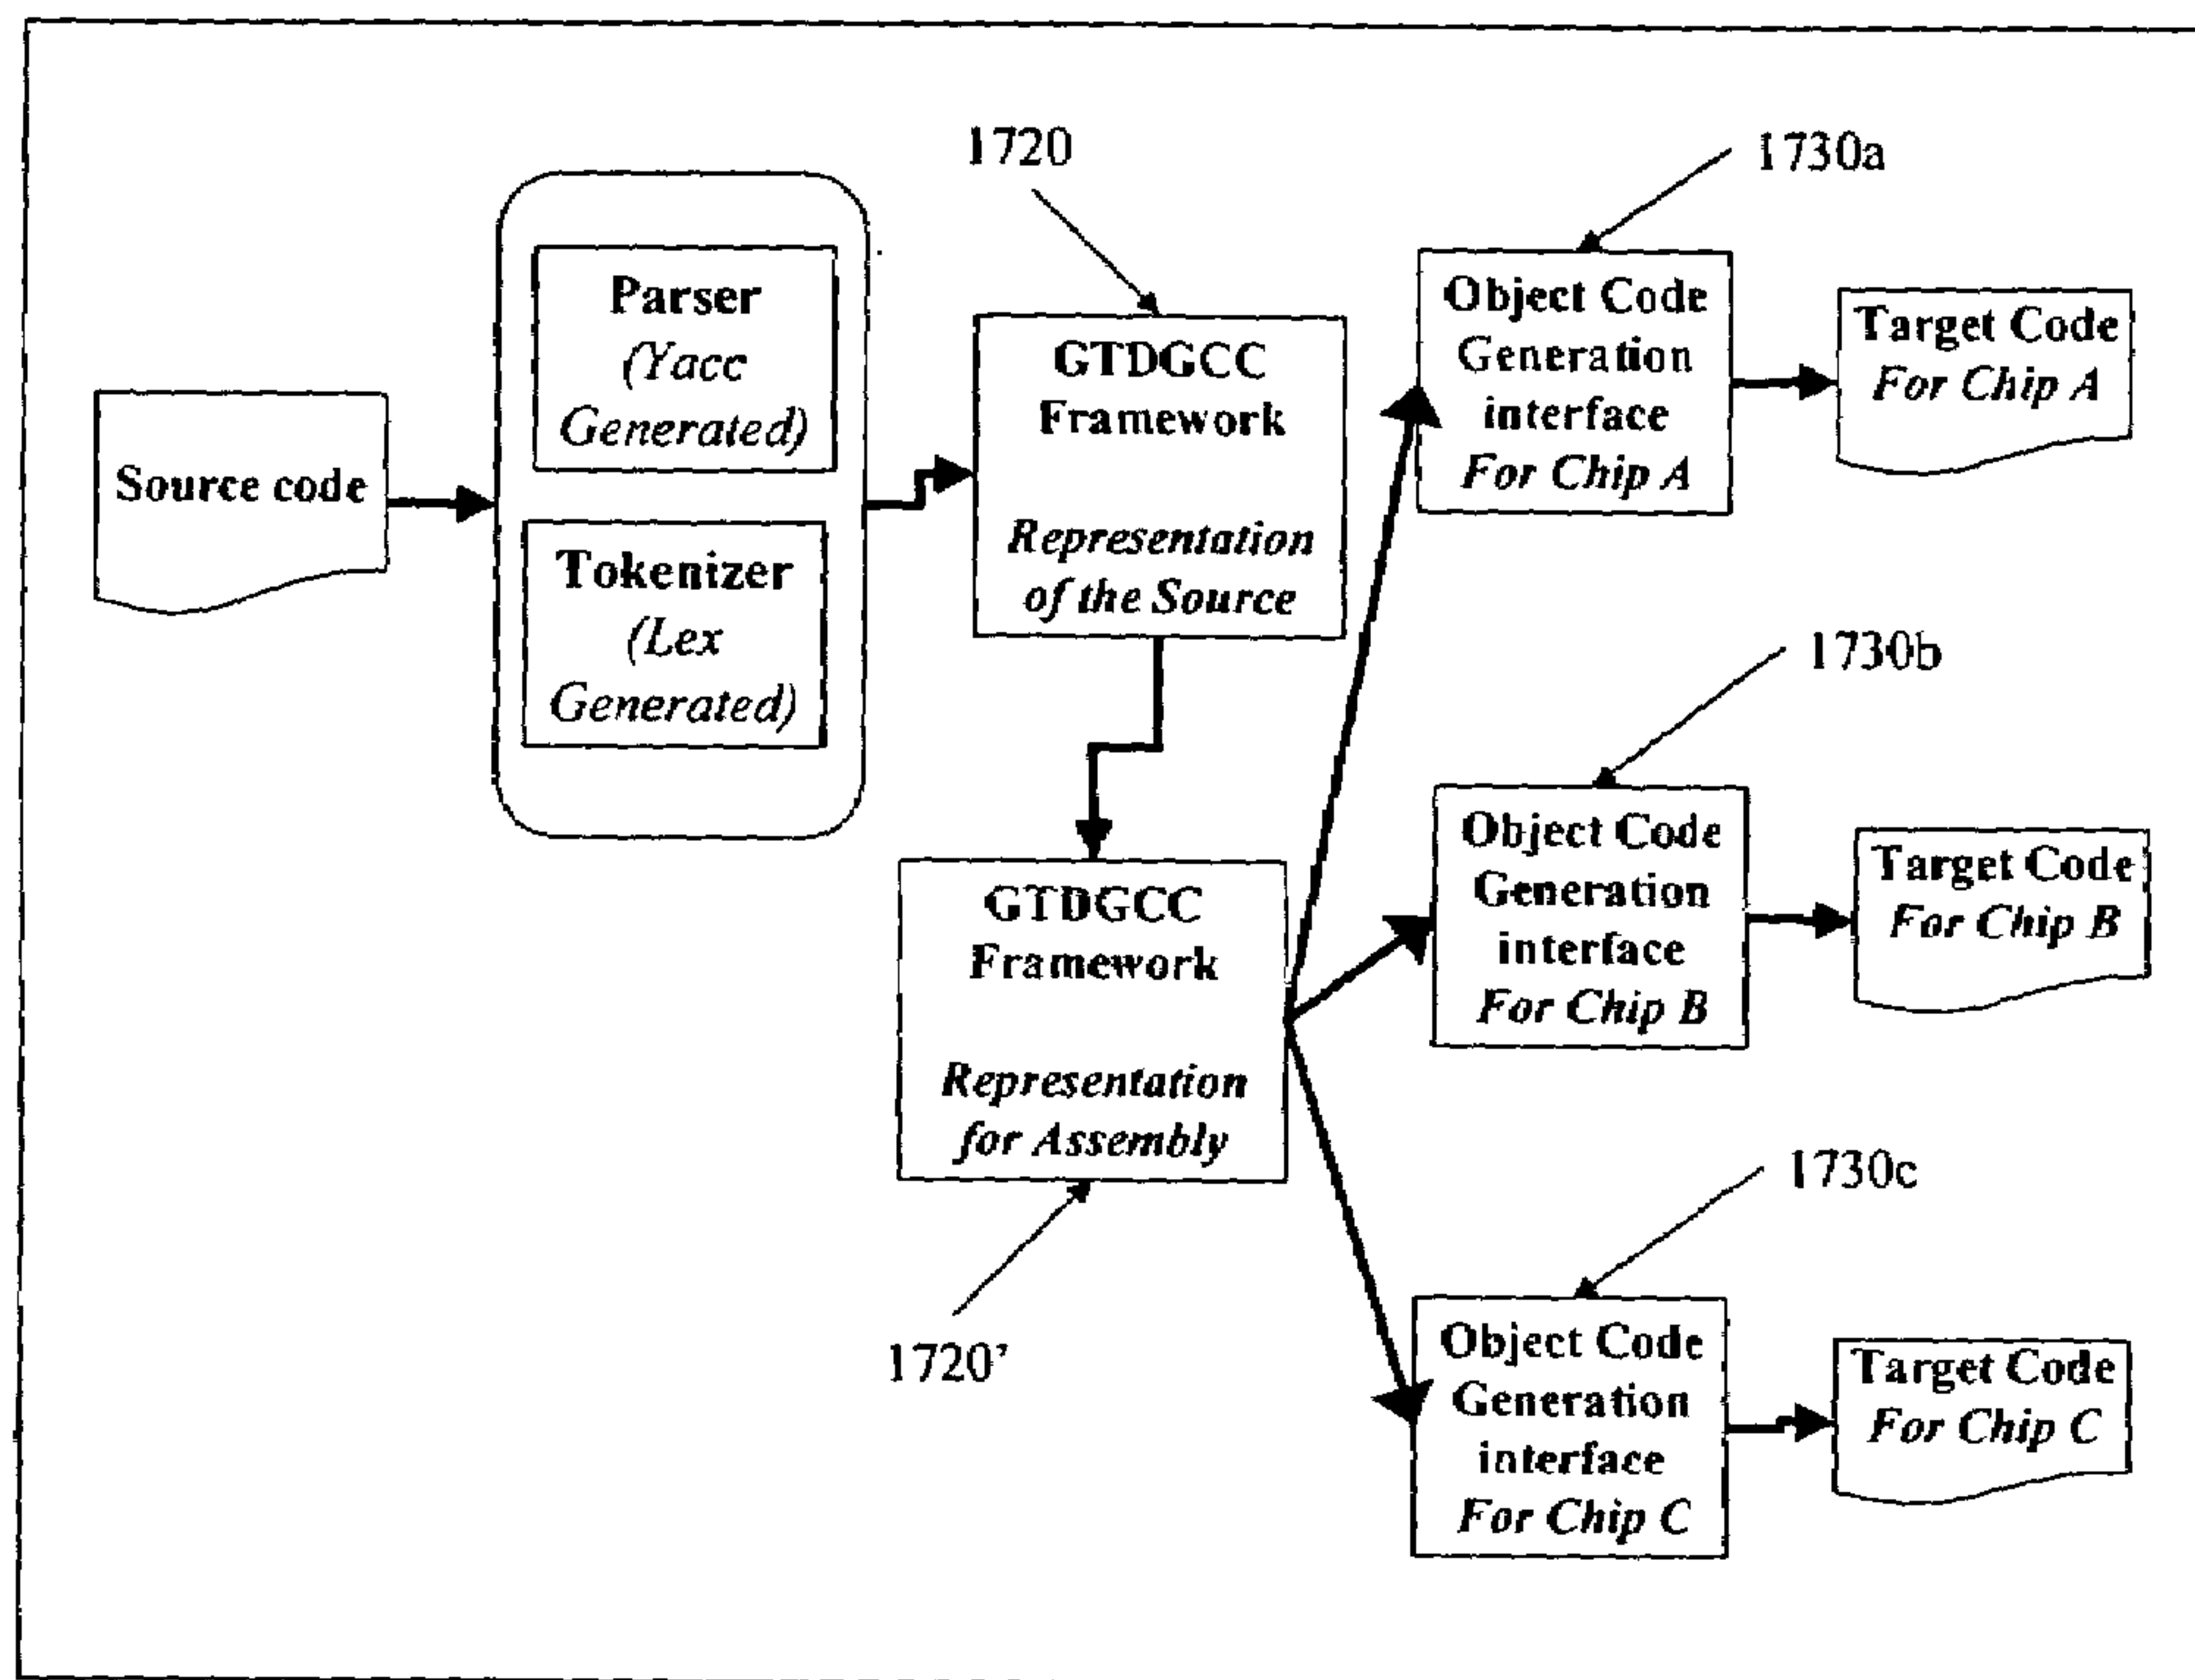 Source code
Parser
(Yacc
Generated)
Tokenizer
(Lex
Generated)
1720
GTDGCC
Framework
Representation
of the Source
GTDGCC
Framework
Representation
for Assembly
1720'
1730a
Object Code
Generation
interface
For Chip A
Target Code
For Chip A
1730b
Object Code
Generation
interface
For Chip B
Target Code
For Chip B
1730c
Object Code
Generation
interface
For Chip C
Target Code
For Chip C